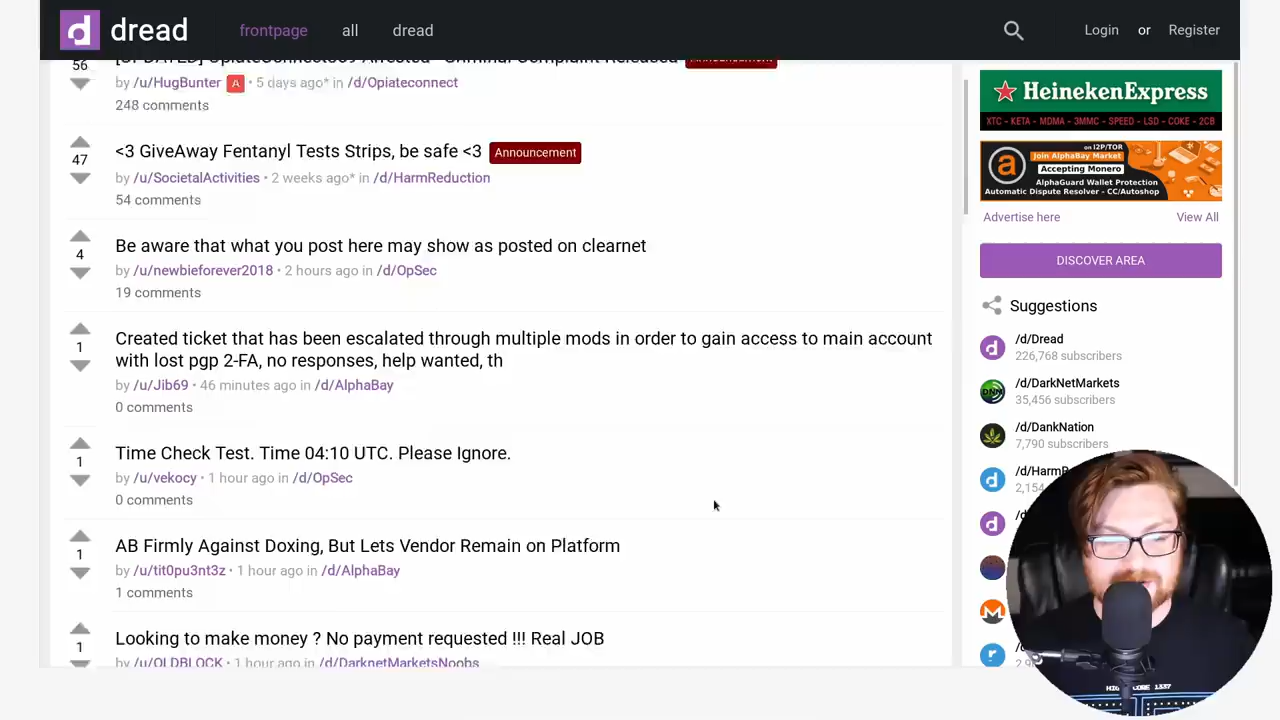 dread
frontpage
all
dread
Login or Register
56
by /u/HugBunter A • 5 days ago* in /d/Opiateconnect
248 comments
47
<3 GiveAway Fentanyl Tests Strips, be safe <3 Announcement
by /u/SocietalActivities • 2 weeks ago* in /d/HarmReduction
54 comments
4
Be aware that what you post here may show as posted on clearnet
by /u/newbieforever2018 • 2 hours ago in /d/OpSec
19 comments
1
Created ticket that has been escalated through multiple mods in order to gain access to main account
with lost pgp 2-FA, no responses, help wanted, th
by /u/Jib69 • 46 minutes ago in /d/AlphaBay
0 comments
1
Time Check Test. Time 04:10 UTC. Please Ignore.
by /u/vekocy • 1 hour ago in /d/OpSec
0 comments
1
AB Firmly Against Doxing, But Lets Vendor Remain on Platform
by /u/tit0pu3nt3z • 1 hour ago in /d/AlphaBay
1 comments
1
Looking to make money ? No payment requested !!! Real JOB
by /u/OLDBLOCK • 1 hour ago in /d/DarknetMarketsNoobs
HeinekenExpress
XTC - KETA - MDMA - 3MMC - SPEED - LSD - COKE - 2CB
on I2P/TOR
Join AlphaBay Market
Accepting Monero
AlphaGuard Wallet Protection
Automatic Dispute Resolver - CC/Autoshop
Advertise here
View All
DISCOVER AREA
Suggestions
/d/Dread
226,768 subscribers
/d/DarkNetMarkets
35,456 subscribers
/d/DankNation
7,790 subscribers